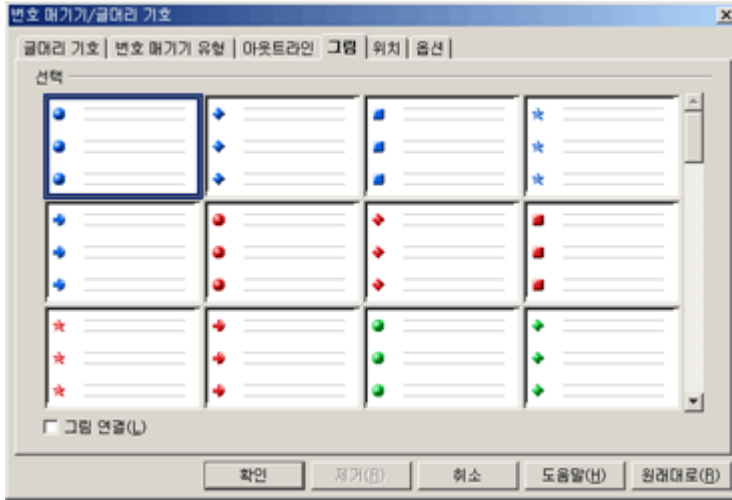 번호 매기기/글머리 기호
글머리 기호 번호 매기기 유형 아웃트라인 그림 위치 옵션
선택
그림 연결(L)
확인 제거(R) 취소 도움말(H) 원래대로(R)